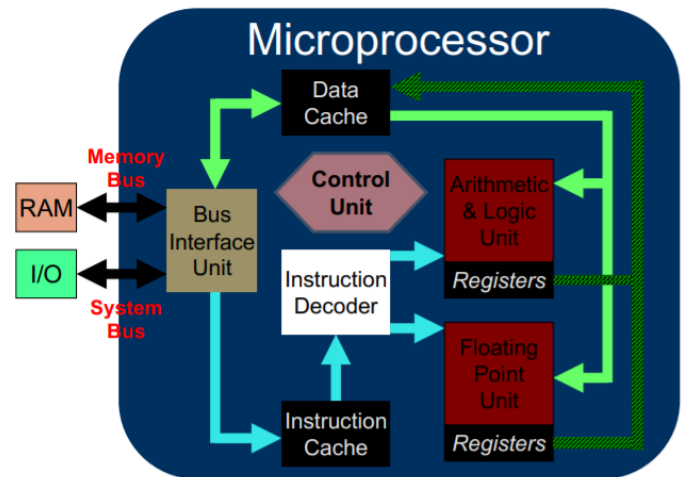 Microprocessor
Data
Cache
Memory
Bus
Control
Unit
Arithmetic
& Logic
Unit
RAM
Bus
Interface
Unit
I/O
Instruction
Decoder
Registers
System
Bus
Floating
Point
Unit
Instruction
Cache
Registers